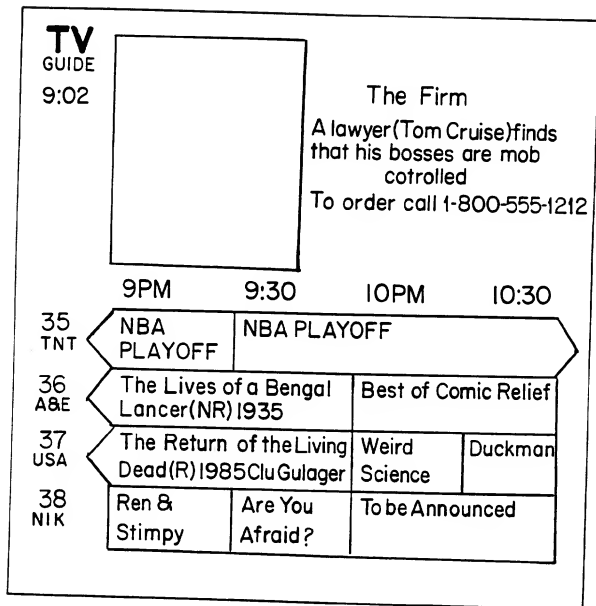 TV
GUIDE
9:02
The Firm
A lawyer(Tom Cruise)finds
that his bosses are mob
cotrolled
To order call 1-800-555-1212
9PM 9:30 10PM 10:30
35
TNT
NBA
PLAYOFF
NBA PLAYOFF
36
A&E
The Lives of a Bengal
Lancer(NR)1935
Best of Comic Relief
37
USA
The Return of the Living
Dead(R)1985 Clu Gulager
Weird
Science
Duckman
38
NIK
Ren &
Stimpy
Are You
Afraid?
To be Announced